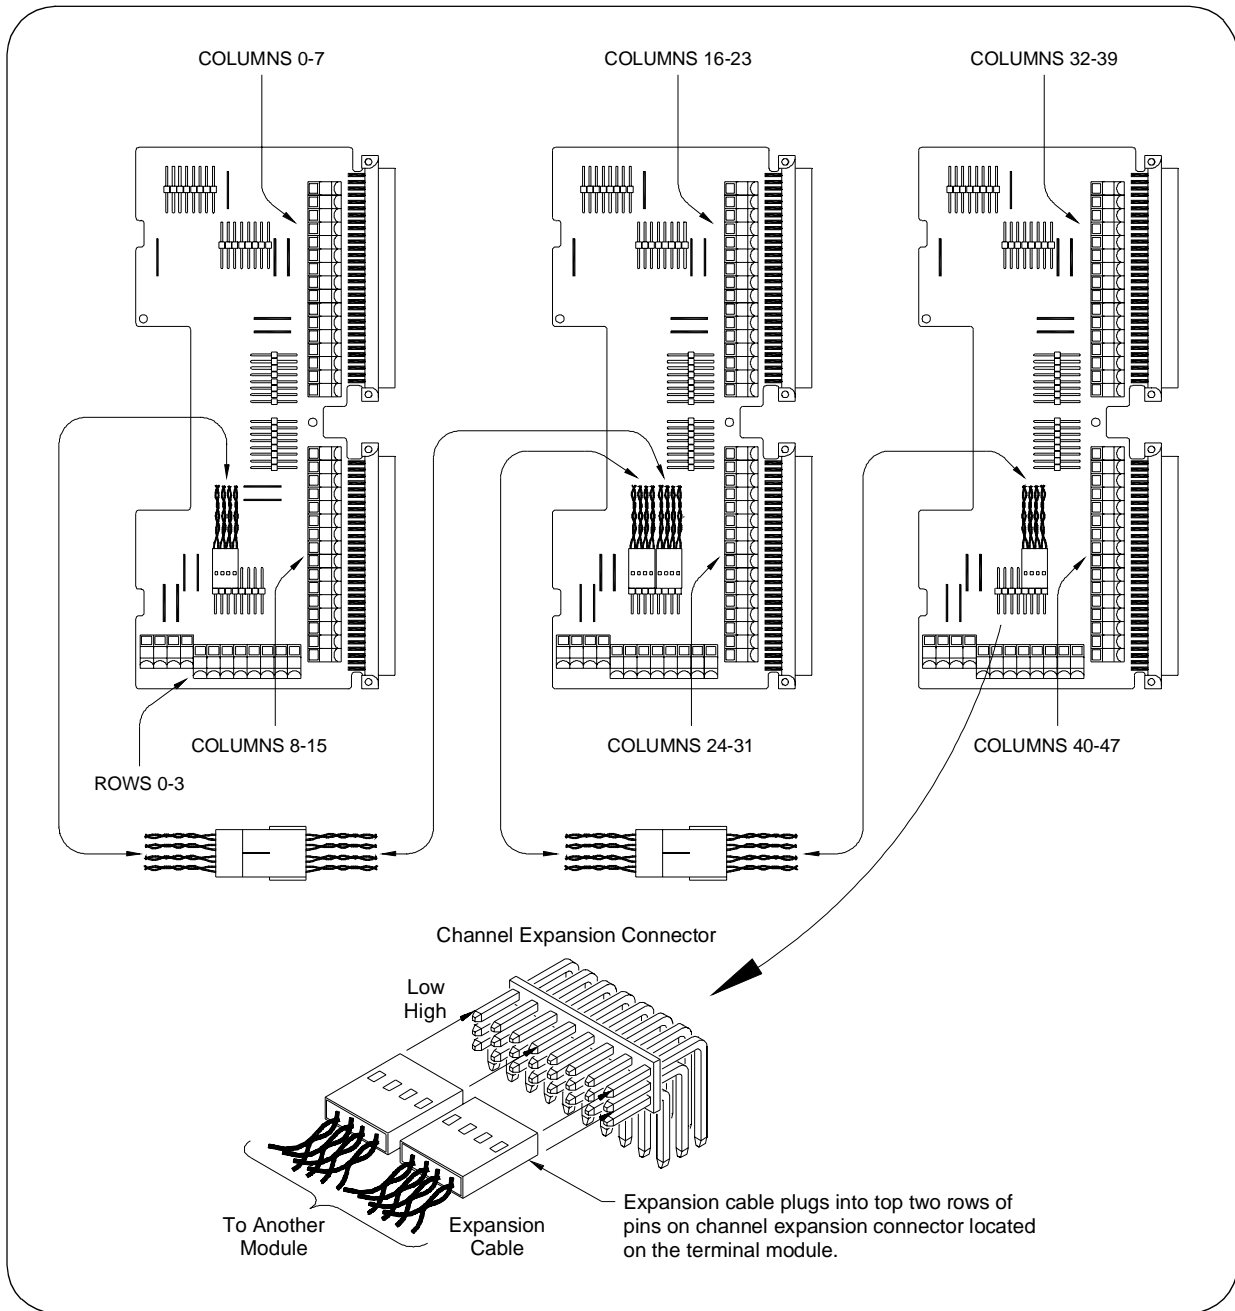 COLUMNS 0-7
COLUMNS 16-23
COLUMNS 32-39
COLUMNS 8-15
COLUMNS 24-31
COLUMNS 40-47
ROWS 0-3
Channel Expansion Connector
Low
High
To Another
Module
Expansion
Cable
Expansion cable plugs into top two rows of
pins on channel expansion connector located
on the terminal module.